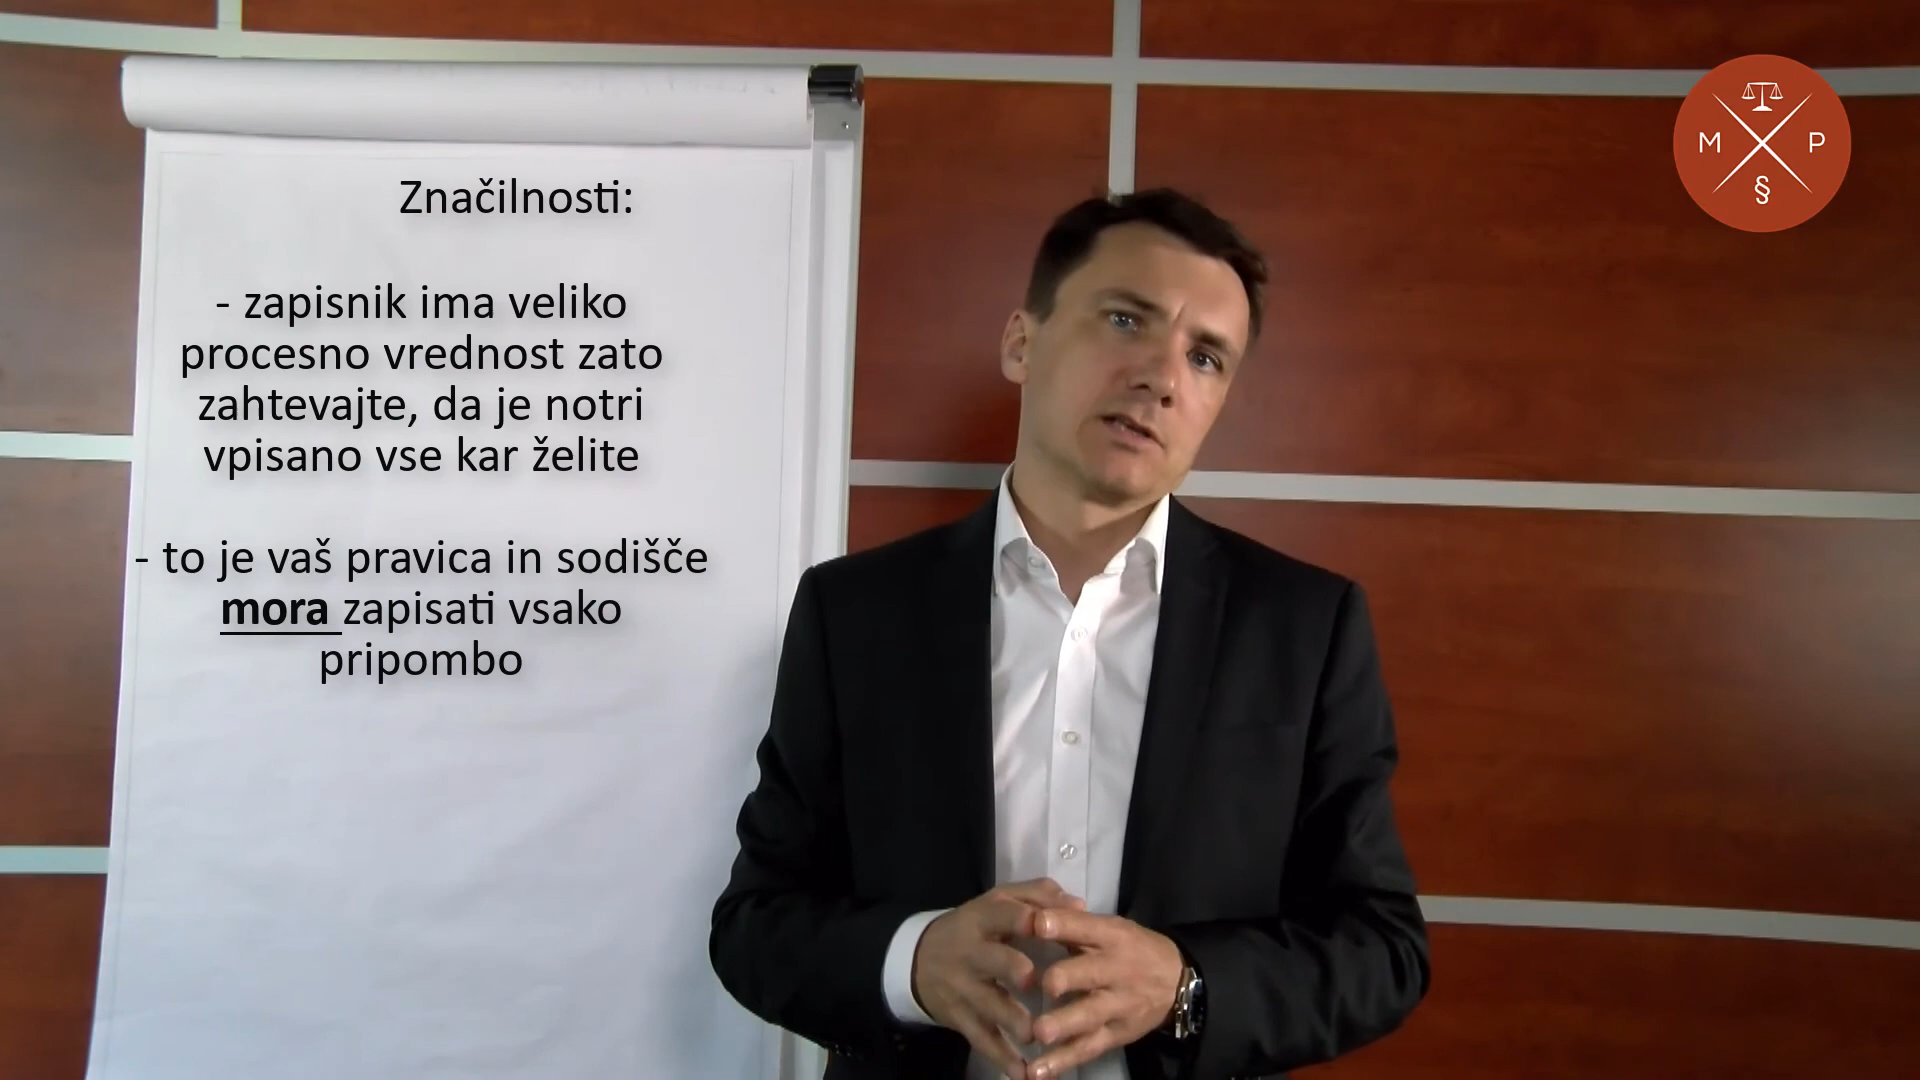 Značilnosti:
- zapisnik ima veliko
procesno vrednost zato
zahtevajte, da je notri
vpisano vse kar želite
- to je vaš pravica in sodišče
mora zapisati vsako
pripombo
M P
§